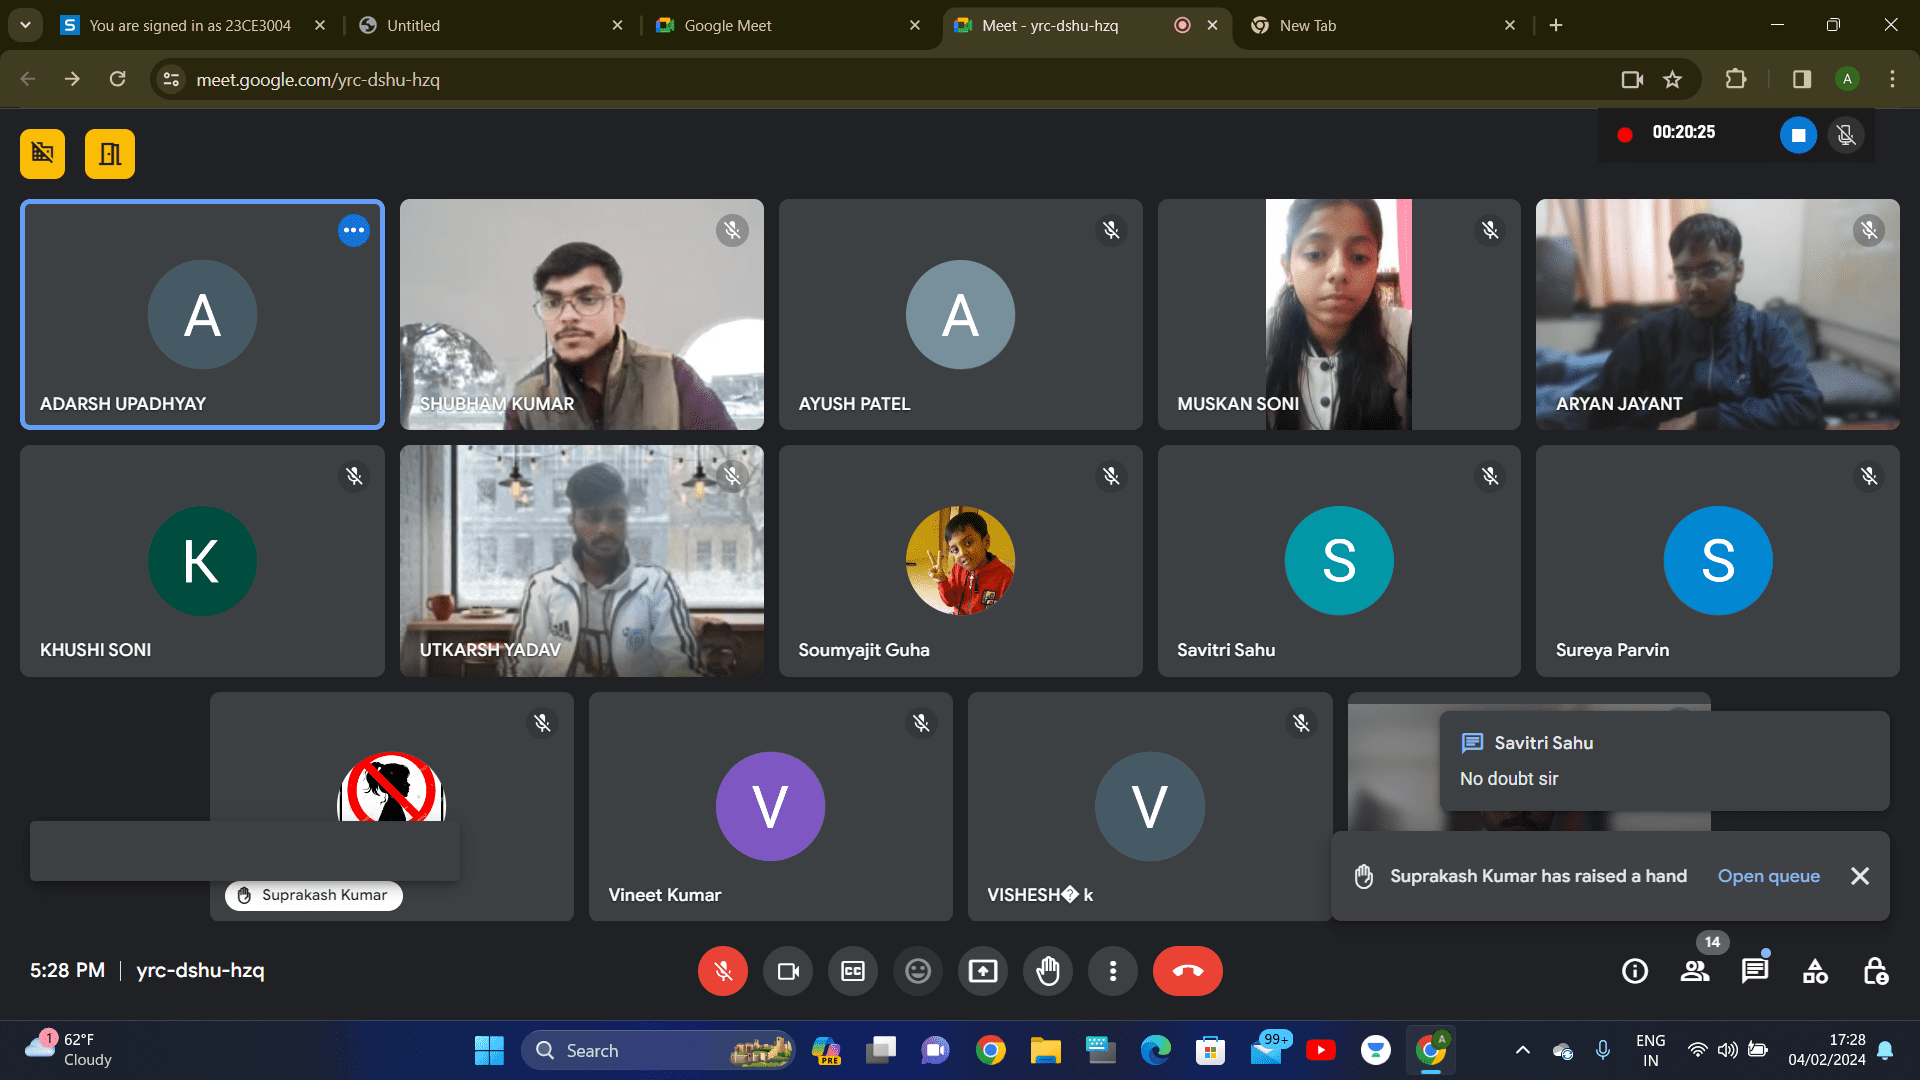 You are signed in as 23CE3004
Untitled
Google Meet
Meet - yrc-dshu-hzq
New Tab
meet.google.com/yrc-dshu-hzq
A
00:20:25
A
ADARSH UPADHYAY
SHUBHAM KUMAR
A
AYUSH PATEL
MUSKAN SONI
ARYAN JAYANT
K
KHUSHI SONI
UTKARSH YADAV
Soumyajit Guha
S
Savitri Sahu
S
Sureya Parvin
Suprakash Kumar
V
Vineet Kumar
V
VISHESH� k
Savitri Sahu
No doubt sir
Suprakash Kumar has raised a hand
Open queue
5:28 PM | yrc-dshu-hzq
CC
14
1
62°F
Cloudy
Search
PRE
99+
A
ENG
IN
17:28
04/02/2024